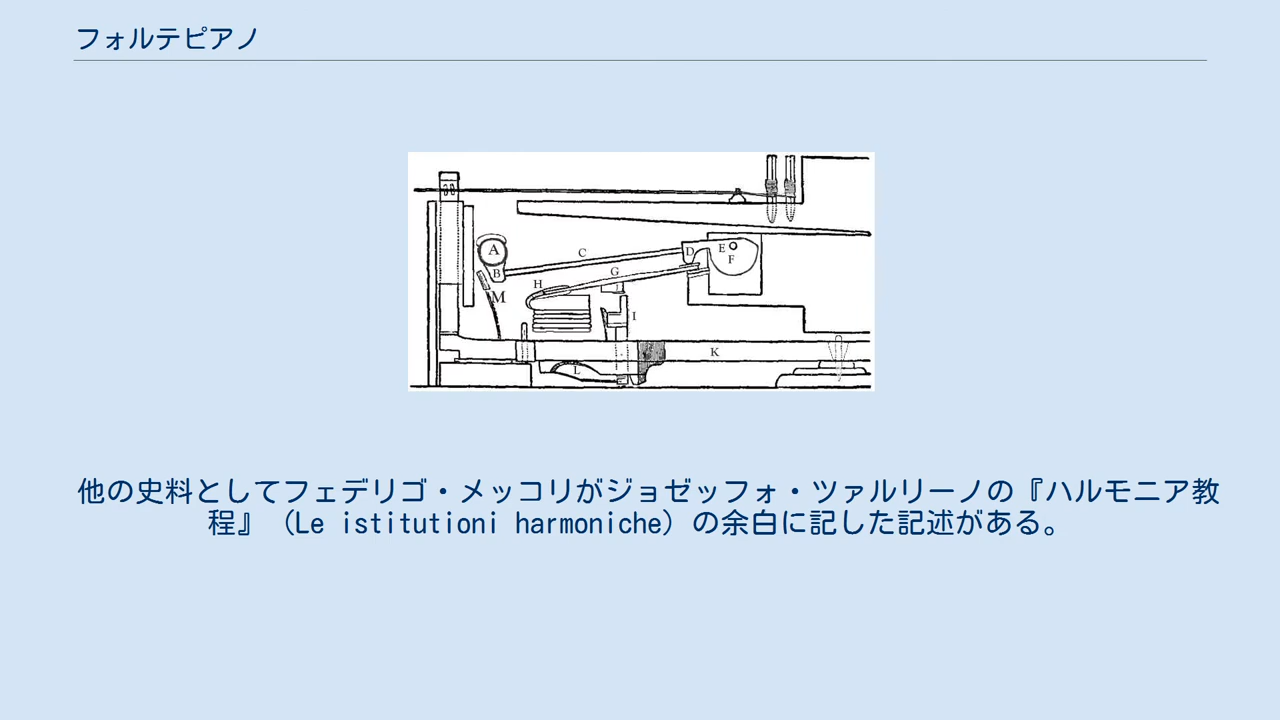 フォルテピアノ
A
B
C
D
E
F
G
H
M
I
K
L
他の史料としてフェデリゴ・メッコリがジョゼッフォ・ツァルリーノの『ハルモニア教
程』（Le istitutioni harmoniche）の余白に記した記述がある。